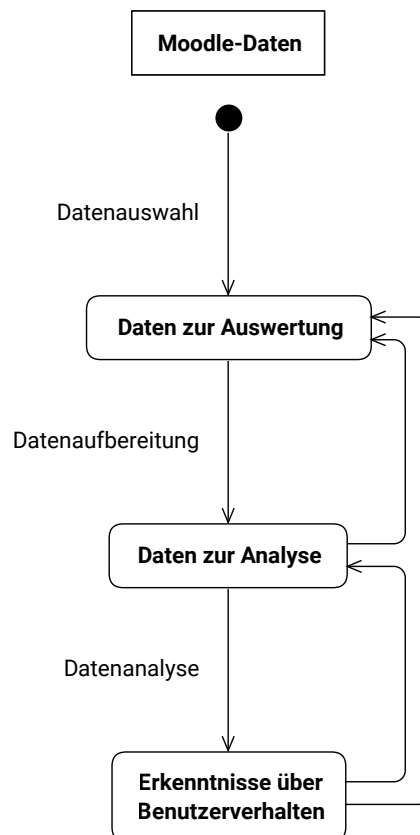 Moodle-Daten
Datenauswahl
Daten zur Auswertung
Datenaufbereitung
Daten zur Analyse
Datenanalyse
Erkenntnisse über
Benutzerverhalten